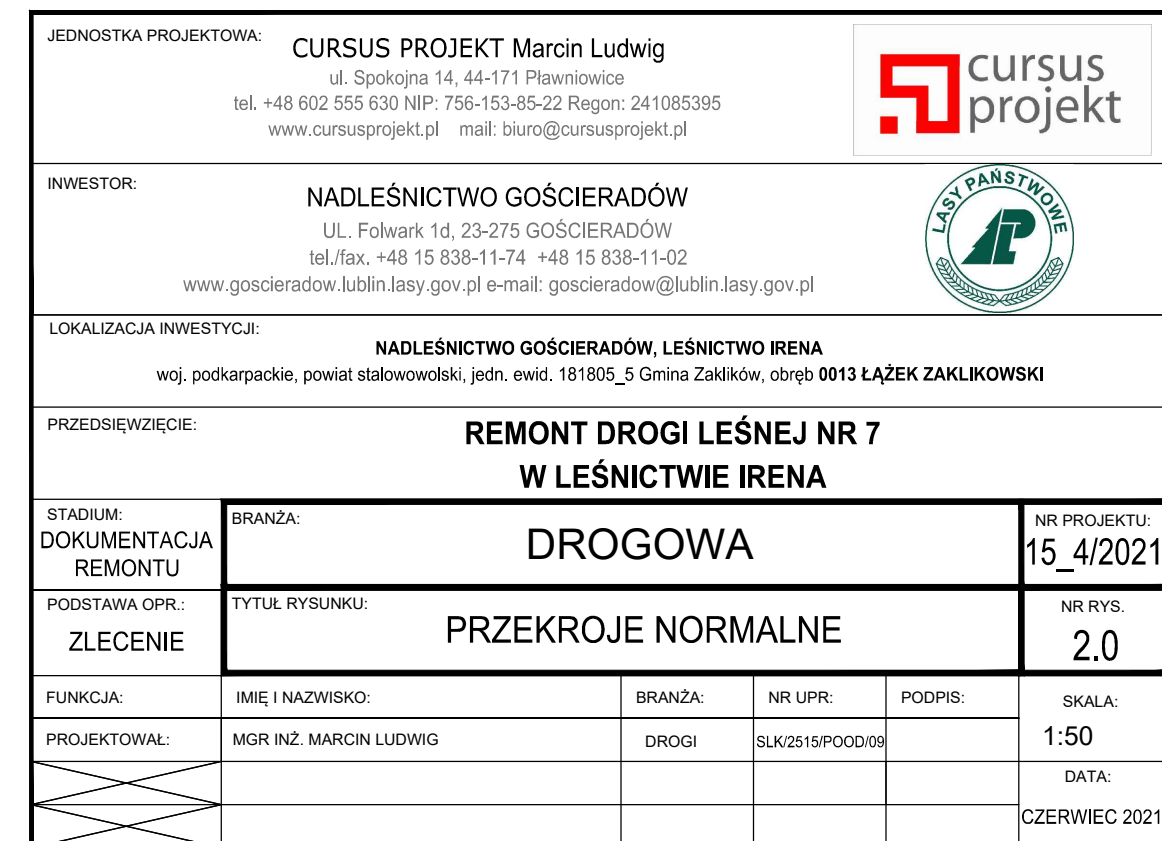 JEDNOSTKA PROJEKTOWA:
CURSUS PROJEKT Marcin Ludwig
ul. Spokojna 14, 44-171 Pławniowice
tel. +48 602 555 630 NIP: 756-153-85-22 Regon: 241085395
www.cursusprojekt.pl mail: biuro@cursusprojekt.pl
cursus
projekt
INWESTOR:
NADLEŚNICTWO GOŚCIERADÓW
UL. Folwark 1d, 23-275 GOŚCIERADÓW
tel./fax. +48 15 838-11-74 +48 15 838-11-02
www.goscieradow.lublin.lasy.gov.pl e-mail: goscieradow@lublin.lasy.gov.pl
LASY PAŃSTWOWE
LOKALIZACJA INWESTYCJI:
NADLEŚNICTWO GOŚCIERADÓW, LEŚNICTWO IRENA
woj. podkarpackie, powiat stalowowolski, jedn. ewid. 181805_5 Gmina Zaklików, obręb 0013 ŁĄŻEK ZAKLIKOWSKI
PRZEDSIĘWZIĘCIE:
REMONT DROGI LEŚNEJ NR 7
W LEŚNICTWIE IRENA
STADIUM:
DOKUMENTACJA
REMONTU
BRANŻA:
DROGOWA
NR PROJEKTU:
15_4/2021
PODSTAWA OPR.:
ZLECENIE
TYTUŁ RYSUNKU:
PRZEKROJE NORMALNE
NR RYS.
2.0
FUNKCJA: IMIĘ I NAZWISKO: BRANŻA: NR UPR: PODPIS:
SKALA:
1:50
PROJEKTOWAŁ: MGR INŻ. MARCIN LUDWIG DROGI SLK/2515/POOD/09
DATA:
CZERWIEC 2021